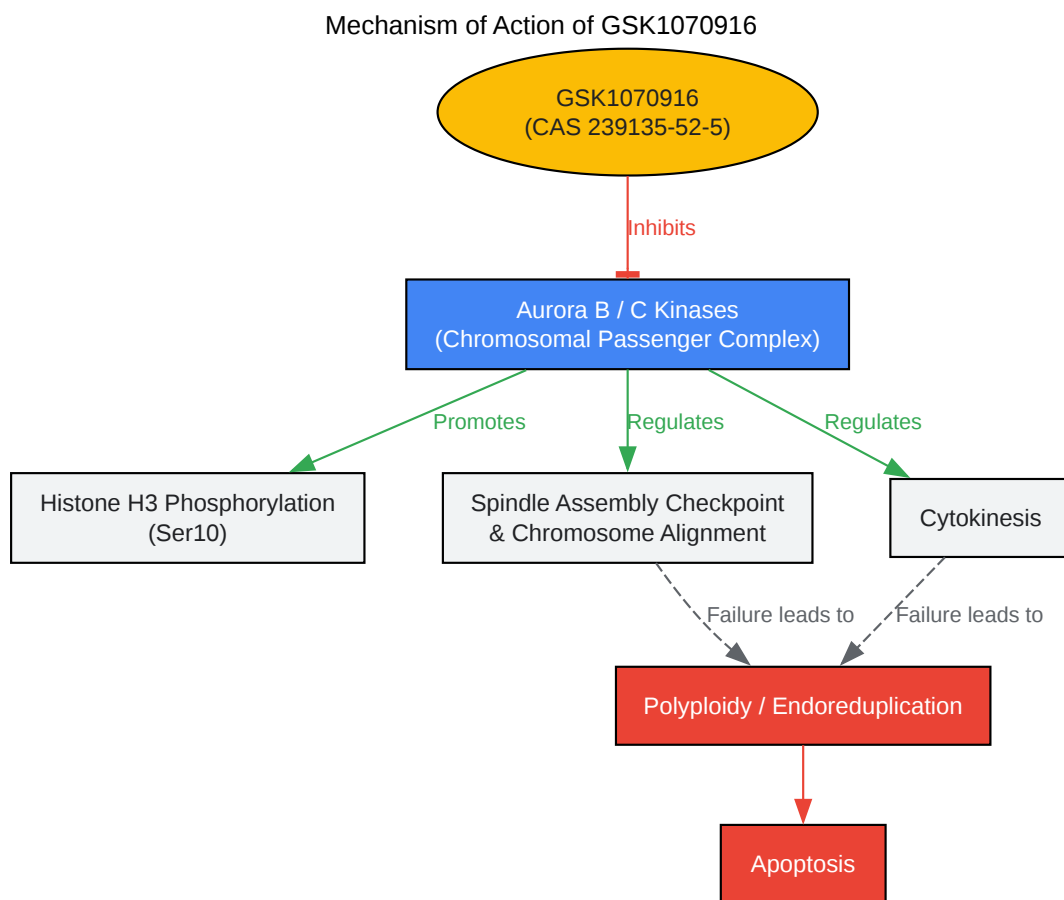 Mechanism of Action of GSK1070916
GSK1070916
(CAS 239135-52-5)
Inhibits
Aurora B / C Kinases
(Chromosomal Passenger Complex)
Promotes
Regulates
Regulates
Histone H3 Phosphorylation
(Ser10)
Spindle Assembly Checkpoint
& Chromosome Alignment
Cytokinesis
Failure leads to
Failure leads to
Polyploidy / Endoreduplication
Apoptosis